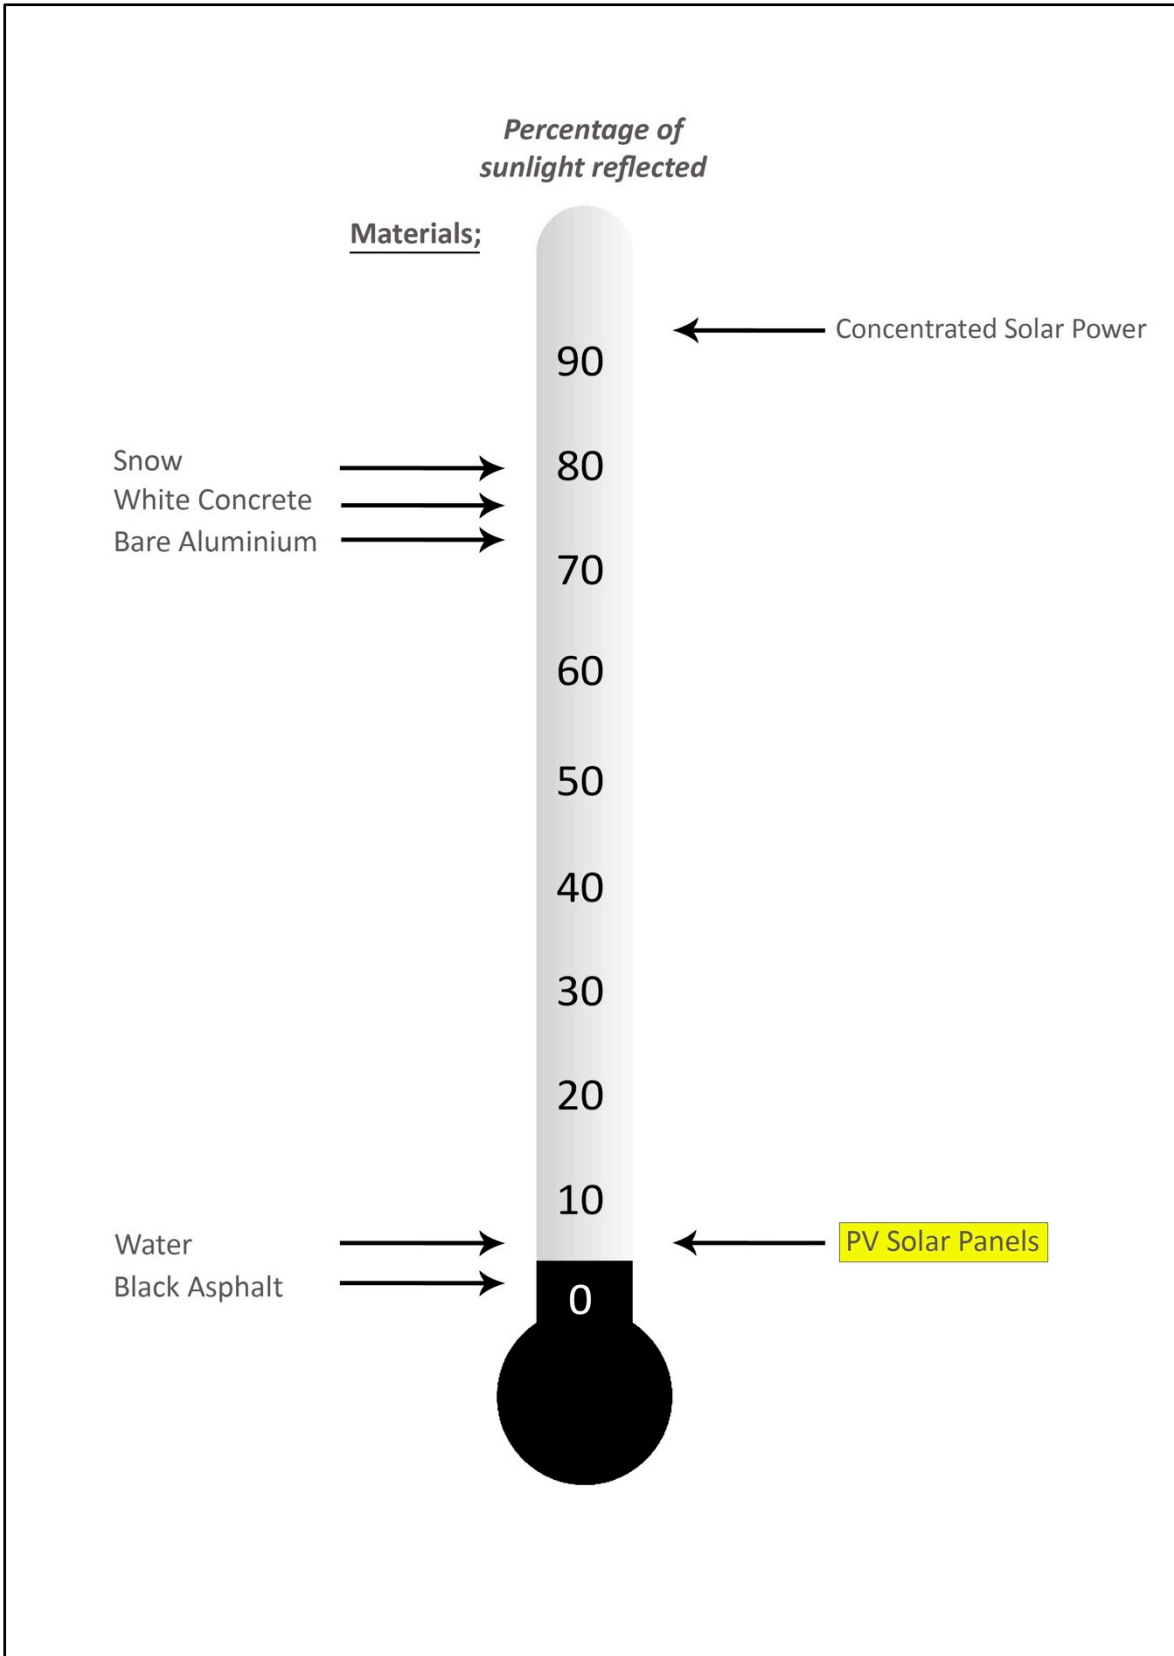 Percentage of
sunlight reflected
Materials;
Concentrated Solar Power
90
Snow
80
White Concrete
Bare Aluminium
70
60
50
40
30
20
10
Water
PV Solar Panels
Black Asphalt
0